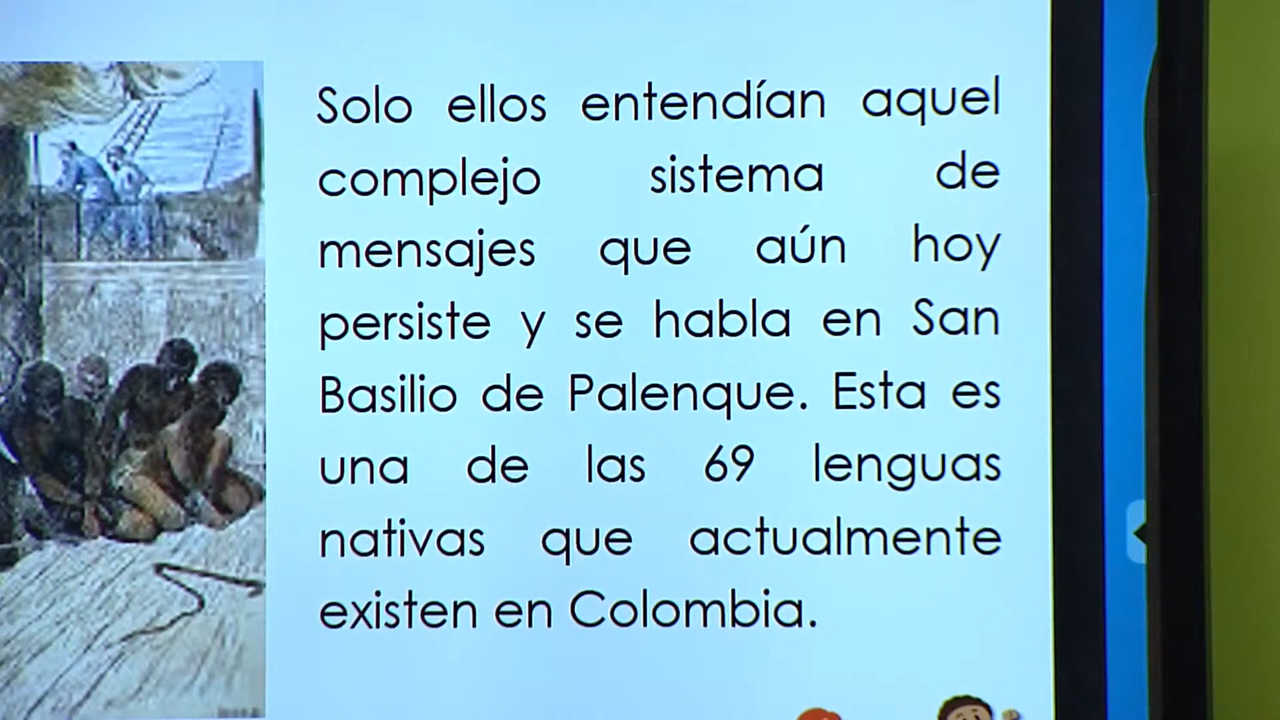 Solo ellos entendían aquel
complejo sistema de
mensajes que aún hoy
persiste y se habla en San
Basilio de Palenque. Esta es
una de las 69 lenguas
nativas que actualmente
existen en Colombia.